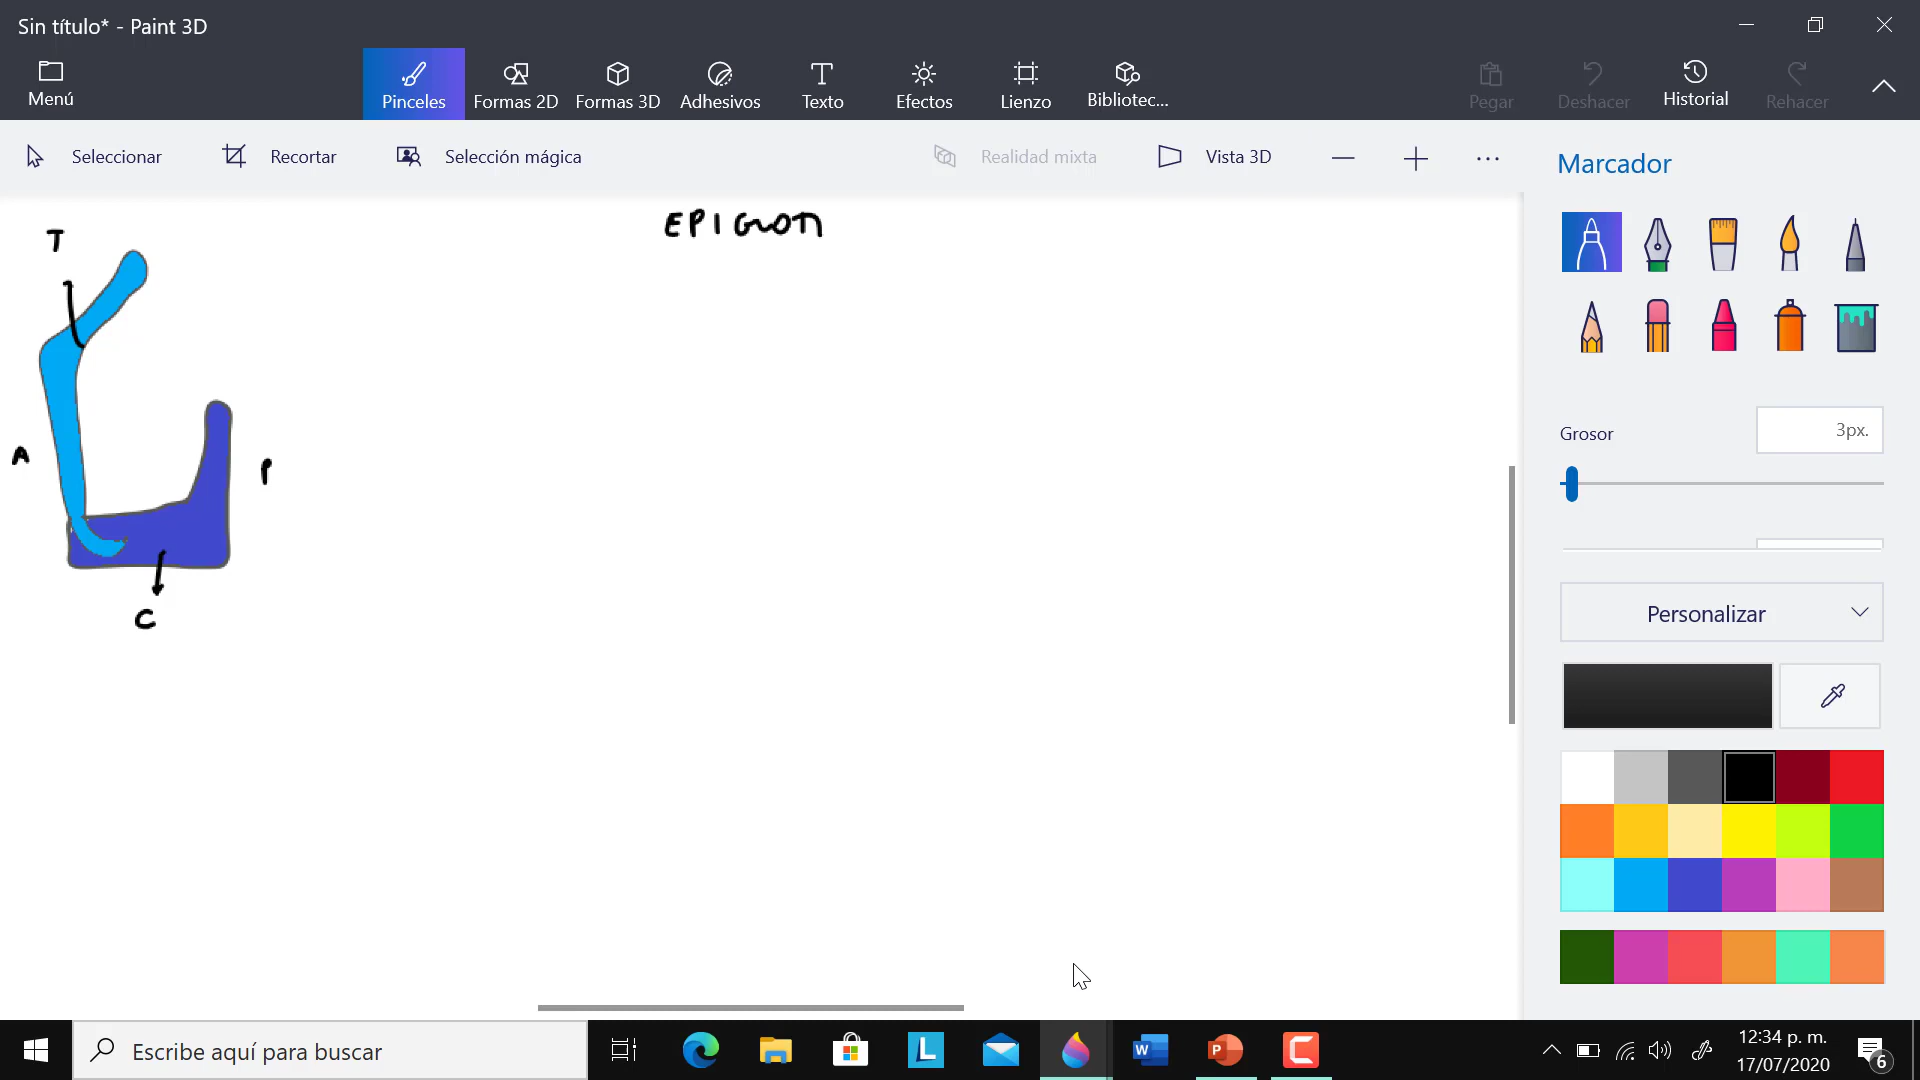 Sin título* - Paint 3D
Menú
Pinceles
Formas 2D
Formas 3D
Adhesivos
Texto
Efectos
Lienzo
Bibliotec...
Pegar
Deshacer
Historial
Rehacer
Seleccionar
Recortar
Selección mágica
Realidad mixta
Vista 3D
Marcador
T
A
P
C
Grosor
3px.
Personalizar
Escribe aquí para buscar
12:34 p. m.
17/07/2020
6